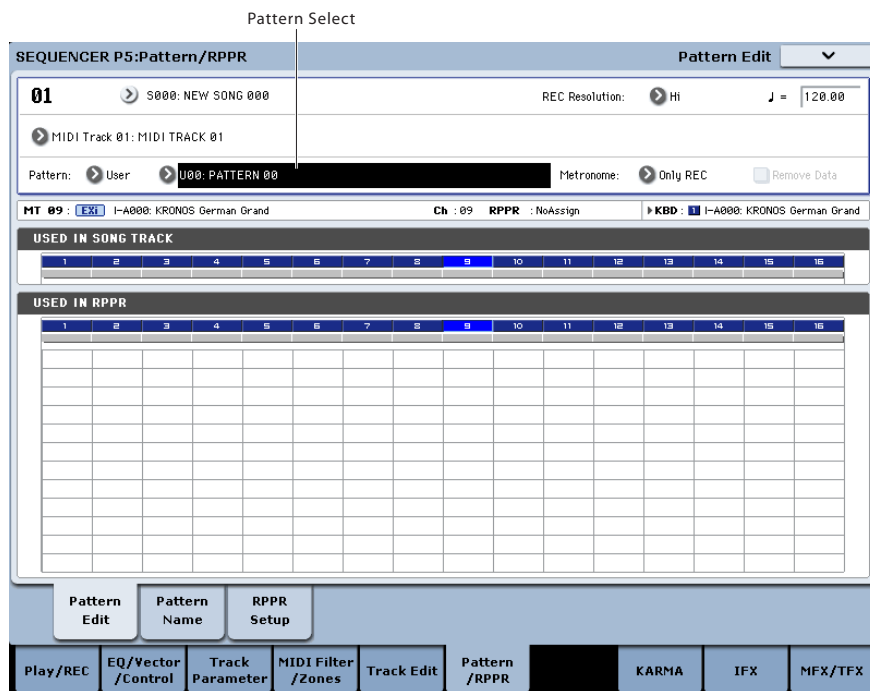 Pattern Select
SEQUENCER P5:Pattern/RPPR Pattern Edit
01 S000: NEW SONG 000 REC Resolution: Hi ♩ = 120.00
MIDI Track 01: MIDI TRACK 01
Pattern: User U00: PATTERN 00 Metronome: Only REC Remove Data
MT 09 : EXi I-A000: KRONOS German Grand Ch : 09 RPPR : NoAssign KBD : 1 I-A000: KRONOS German Grand
USED IN SONG TRACK
1 2 3 4 5 6 7 8 9 10 11 12 13 14 15 16
USED IN RPPR
1 2 3 4 5 6 7 8 9 10 11 12 13 14 15 16
Pattern Edit Pattern Name RPPR Setup
Play/REC EQ/Vector /Control Track Parameter MIDI Filter /Zones Track Edit Pattern /RPPR KARMA IFX MFX/TFX